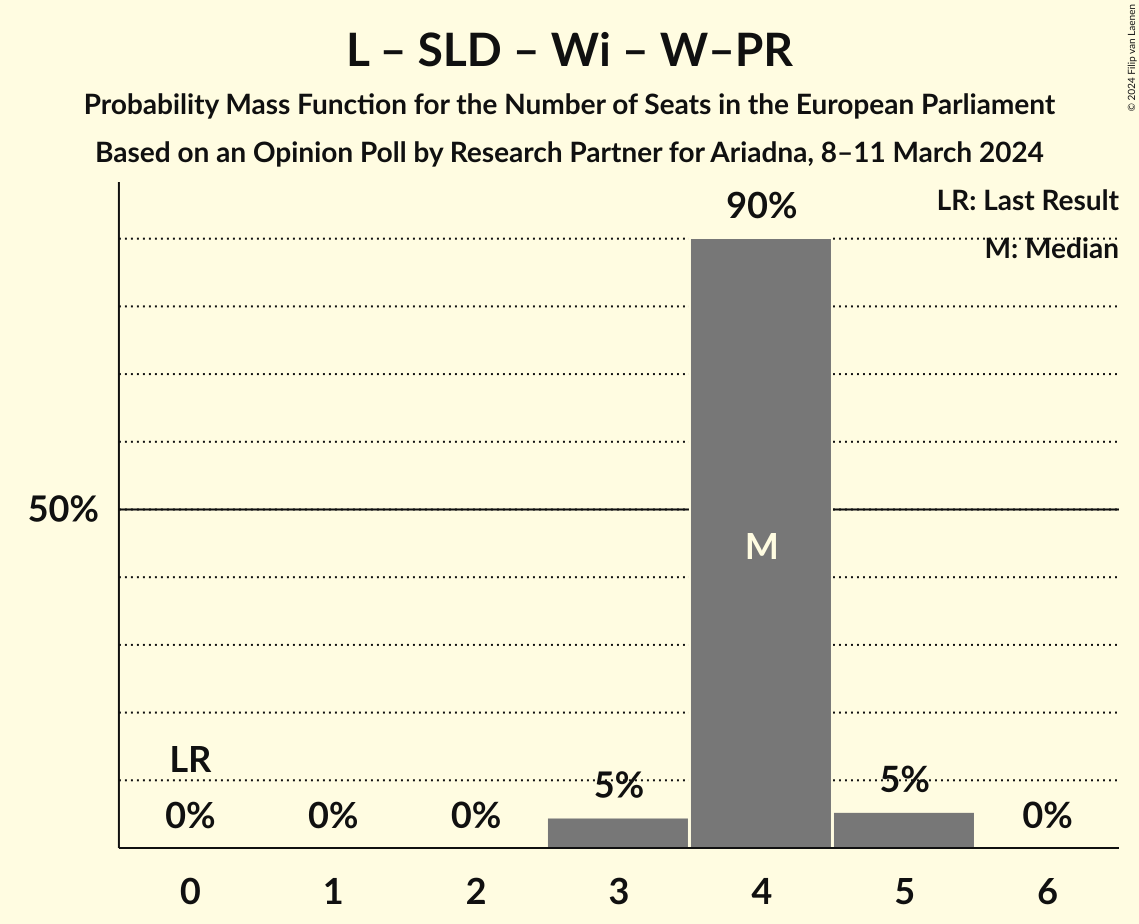 L – SLD – Wi – W–PR
Probability Mass Function for the Number of Seats in the European Parliament
Based on an Opinion Poll by Research Partner for Ariadna, 8–11 March 2024
© 2024 Filip van Laenen
LR: Last Result
M: Median
90%
50%
M
LR
0%
0%
0%
5%
5%
0%
0 1 2 3 4 5 6